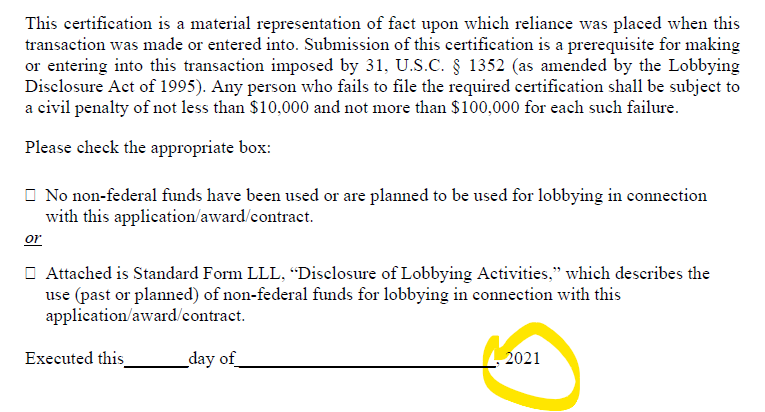 This certification is a material representation of fact upon which reliance was placed when this
transaction was made or entered into. Submission of this certification is a prerequisite for making
or entering into this transaction imposed by 31, U.S.C. § 1352 (as amended by the Lobbying
Disclosure Act of 1995). Any person who fails to file the required certification shall be subject to
a civil penalty of not less than $10,000 and not more than $100,000 for each such failure.
Please check the appropriate box:
☐ No non-federal funds have been used or are planned to be used for lobbying in connection
with this application/award/contract.
or
☐ Attached is Standard Form LLL, “Disclosure of Lobbying Activities,” which describes the
use (past or planned) of non-federal funds for lobbying in connection with this
application/award/contract.
Executed this_______day of_______________________________, 2021